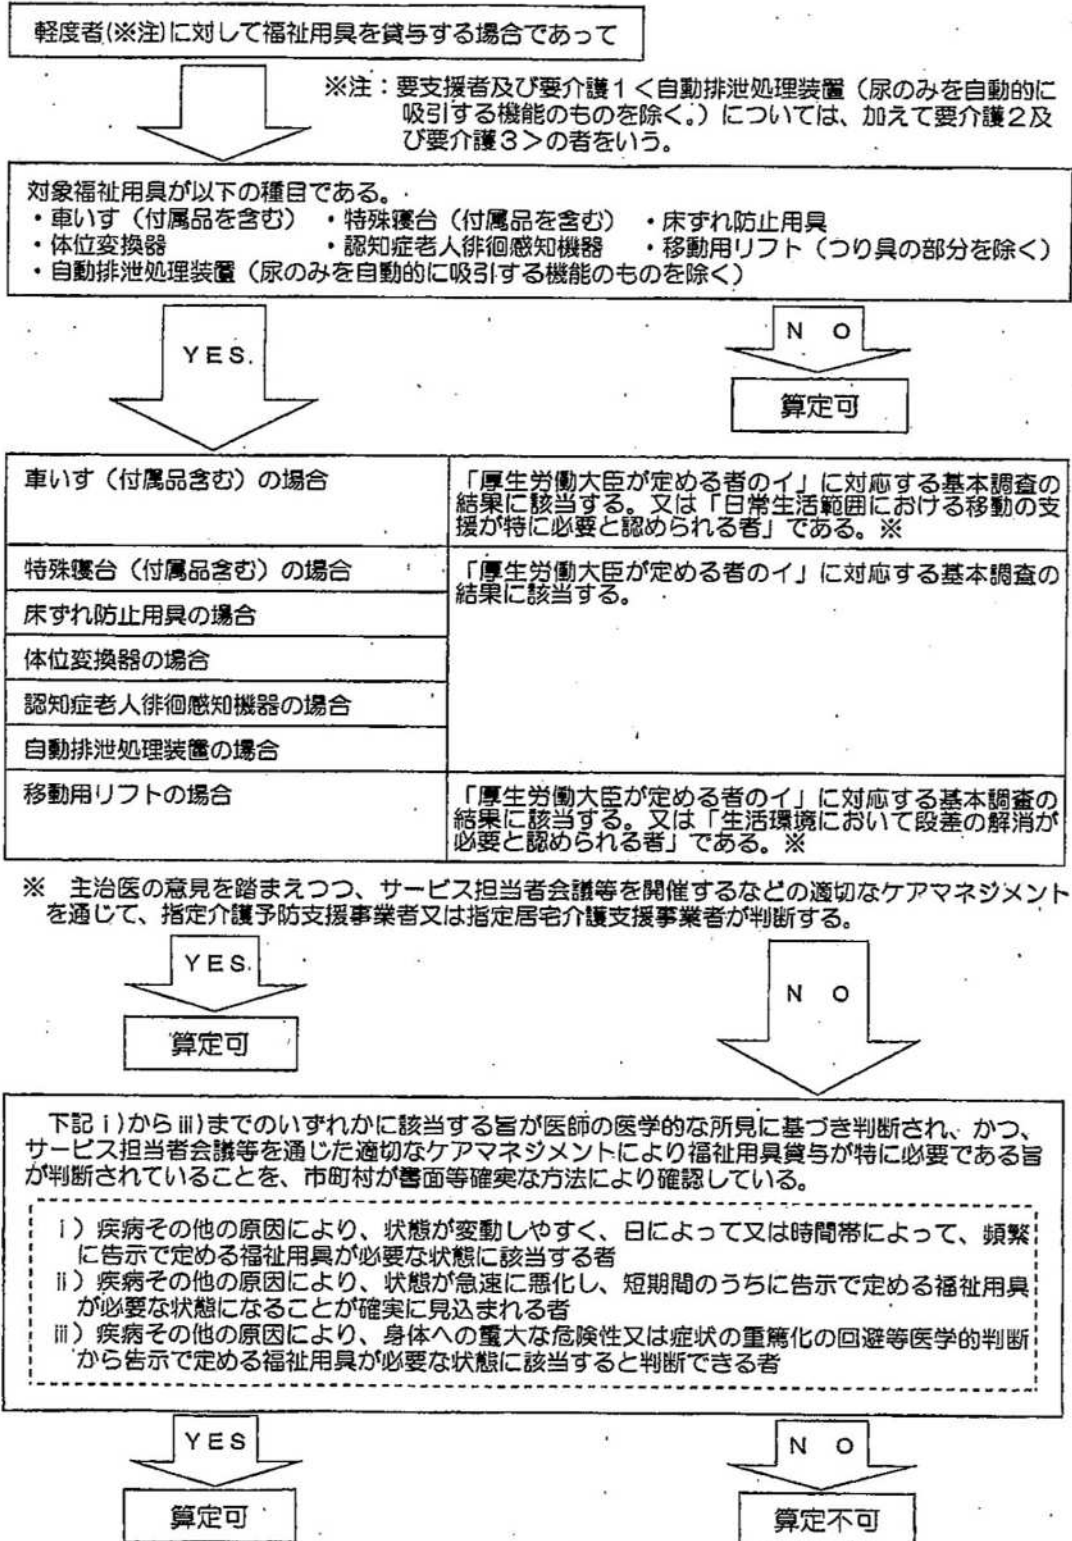 軽度者(※注)に対して福祉用具を貸与する場合であって
※注：要支援者及び要介護１＜自動排泄処理装置（尿のみを自動的に
吸引する機能のものを除く。）については、加えて要介護２及
び要介護３＞の者をいう。
対象福祉用具が以下の種目である。
・車いす（付属品を含む） ・特殊寝台（付属品を含む） ・床ずれ防止用具
・体位変換器 ・認知症老人徘徊感知機器 ・移動用リフト（つり具の部分を除く）
・自動排泄処理装置（尿のみを自動的に吸引する機能のものを除く）
YES.
NO
算定可
車いす（付属品含む）の場合
「厚生労働大臣が定める者のイ」に対応する基本調査の
結果に該当する。又は「日常生活範囲における移動の支
援が特に必要と認められる者」である。※
特殊寝台（付属品含む）の場合
「厚生労働大臣が定める者のイ」に対応する基本調査の
結果に該当する。
床ずれ防止用具の場合
体位変換器の場合
認知症老人徘徊感知機器の場合
自動排泄処理装置の場合
移動用リフトの場合
「厚生労働大臣が定める者のイ」に対応する基本調査の
結果に該当する。又は「生活環境において段差の解消が
必要と認められる者」である。※
※ 主治医の意見を踏まえつつ、サービス担当者会議等を開催するなどの適切なケアマネジメント
を通じて、指定介護予防支援事業者又は指定居宅介護支援事業者が判断する。
YES.
算定可
NO
下記ⅰ)からⅲ)までのいずれかに該当する旨が医師の医学的な所見に基づき判断され、かつ、
サービス担当者会議等を通じた適切なケアマネジメントにより福祉用具貸与が特に必要である旨
が判断されていることを、市町村が書面等確実な方法により確認している。
ⅰ）疾病その他の原因により、状態が変動しやすく、日によって又は時間帯によって、頻繁
に告示で定める福祉用具が必要な状態に該当する者
ⅱ）疾病その他の原因により、状態が急速に悪化し、短期間のうちに告示で定める福祉用具
が必要な状態になることが確実に見込まれる者
ⅲ）疾病その他の原因により、身体への重大な危険性又は症状の重篤化の回避等医学的判断
から告示で定める福祉用具が必要な状態に該当すると判断できる者
YES
NO
算定可
算定不可